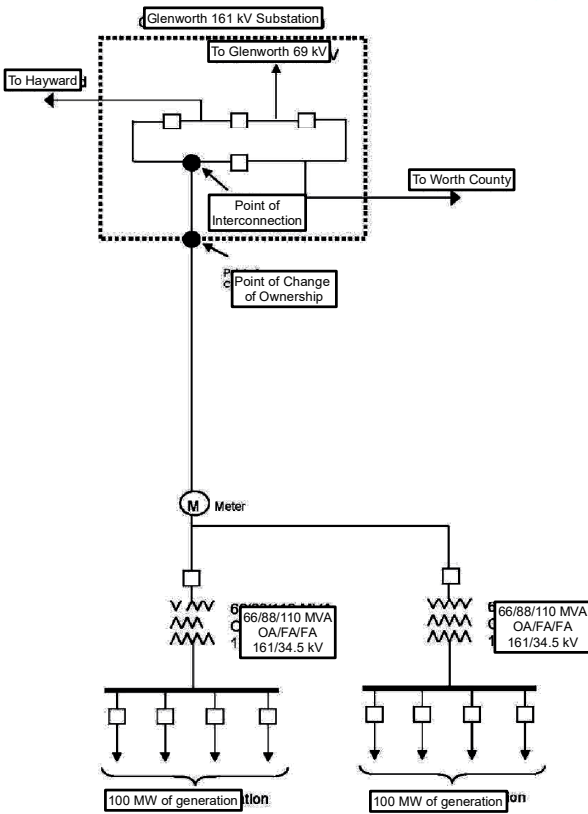 Glenworth 161 kV Substation
To Glenworth 69 kV
To Hayward
To Worth County
Point of
Interconnection
Point of Change
of Ownership
M Meter
66/88/110 MVA
OA/FA/FA
161/34.5 kV
66/88/110 MVA
OA/FA/FA
161/34.5 kV
100 MW of generation
100 MW of generation